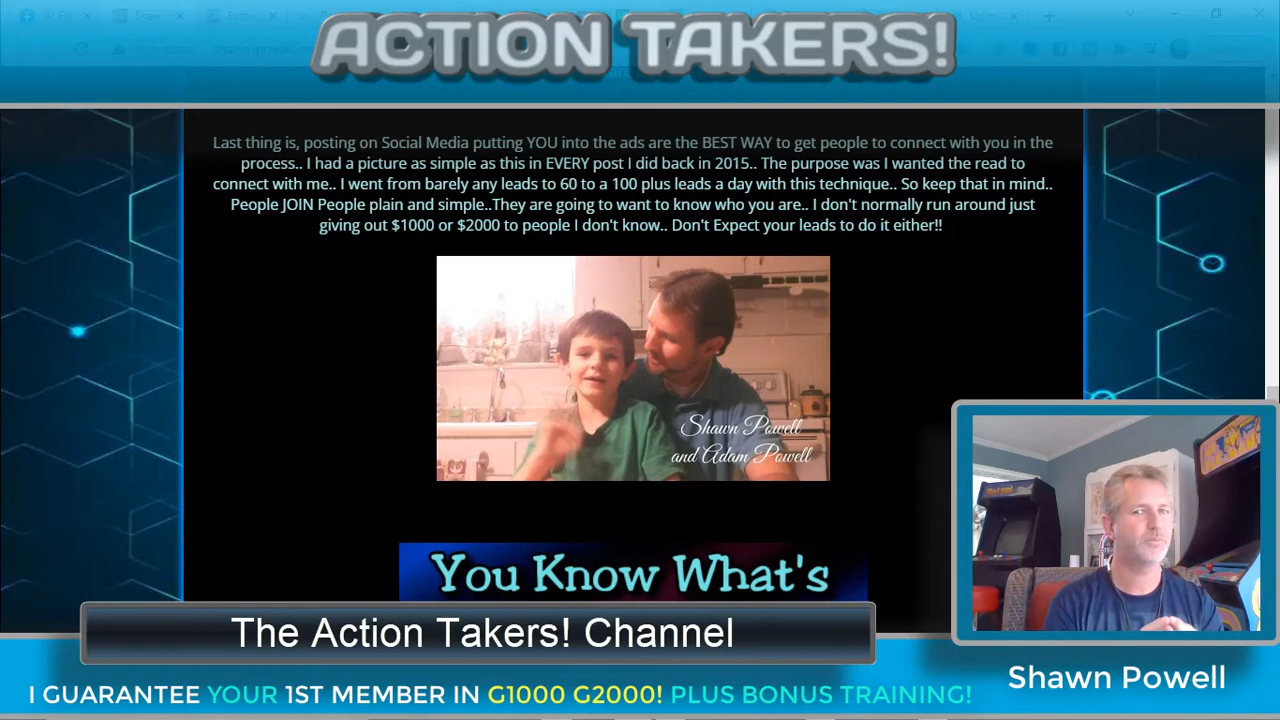 ACTION TAKERS!
Last thing is, posting on Social Media putting YOU into the ads are the BEST WAY to get people to connect with you in the
process.. I had a picture as simple as this in EVERY post I did back in 2015.. The purpose was I wanted the read to
connect with me.. I went from barely any leads to 60 to a 100 plus leads a day with this technique.. So keep that in mind..
People JOIN People plain and simple..They are going to want to know who you are.. I don't normally run around just
giving out $1000 or $2000 to people I don't know.. Don't Expect your leads to do it either!!
Shawn Powell
and Adam Powell
You Know What's
The Action Takers! Channel
Shawn Powell
I GUARANTEE YOUR 1ST MEMBER IN G1000 G2000! PLUS BONUS TRAINING!